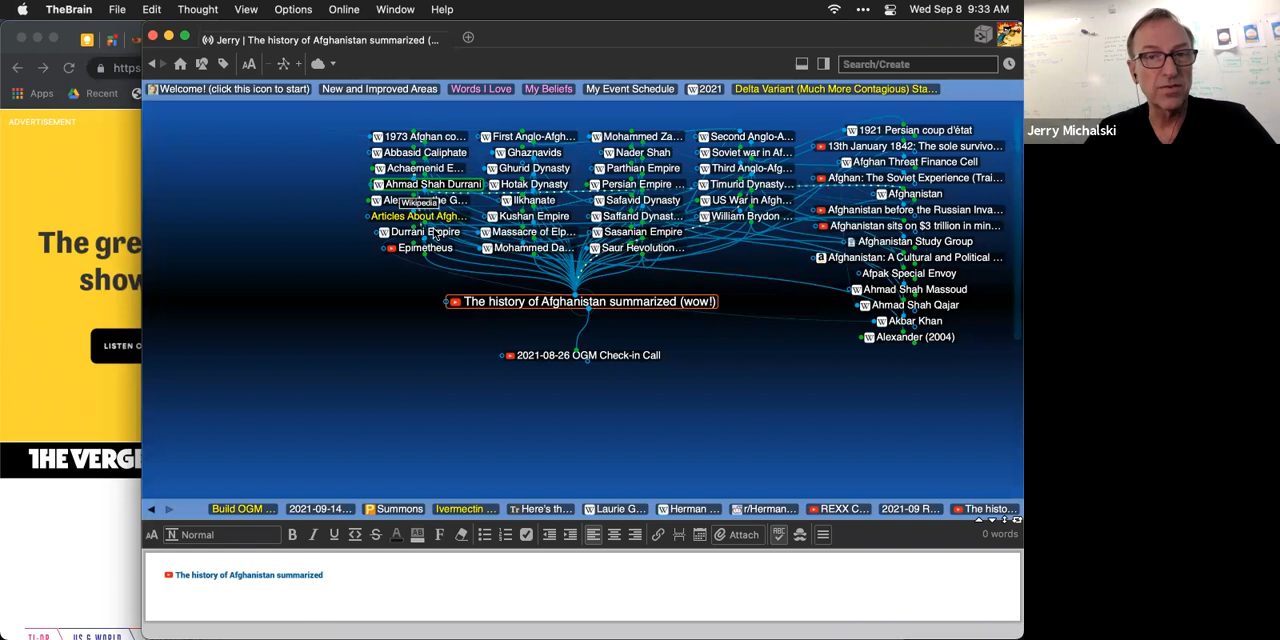 TheBrain File Edit Thought View Options Online Window Help Wed Sep 8 9:33 AM
Jerry | The history of Afghanistan summarized (...
https
Apps Recent
AA Search/Create
Welcome! (click this icon to start) New and Improved Areas Words I Love My Beliefs My Event Schedule 2021 Delta Variant (Much More Contagious) Sta...
ADVERTISEMENT
The gre
show
LISTEN
THE VERGE
TL;DR US & WORLD
1973 Afghan co...
Abbasid Caliphate
Achaemenid E...
Ahmad Shah Durrani
Wikipedia
Articles About Afgh...
Durrani Empire
Epimetheus
First Anglo-Afgh...
Ghaznavids
Ghurid Dynasty
Hotak Dynasty
Ilkhanate
Kushan Empire
Massacre of Elp...
Mohammed Da...
Mohammed Za...
Nader Shah
Parthian Empire
Persian Empire ...
Safavid Dynasty
Saffarid Dynast...
Sasanian Empire
Saur Revolution...
Second Anglo-A...
Soviet war in Af...
Third Anglo-Afg...
Timurid Dynasty...
US War in Afgh...
William Brydon ...
1921 Persian coup d'état
13th January 1842: The sole survivo...
Afghan Threat Finance Cell
Afghan: The Soviet Experience (Trai...
Afghanistan
Afghanistan before the Russian Inva...
Afghanistan sits on $3 trillion in min...
Afghanistan Study Group
Afghanistan: A Cultural and Political ...
Afpak Special Envoy
Ahmad Shah Massoud
Ahmad Shah Qajar
Akbar Khan
Alexander (2004)
The history of Afghanistan summarized (wow!)
2021-08-26 OGM Check-in Call
Build OGM ... 2021-09-14... Summons Ivermectin ... Here's th... Laurie G... Herman ... r/Herman... REXX C... 2021-09 R... The histo...
AA Normal B I U S A F Attach 0 words
The history of Afghanistan summarized
Jerry Michalski